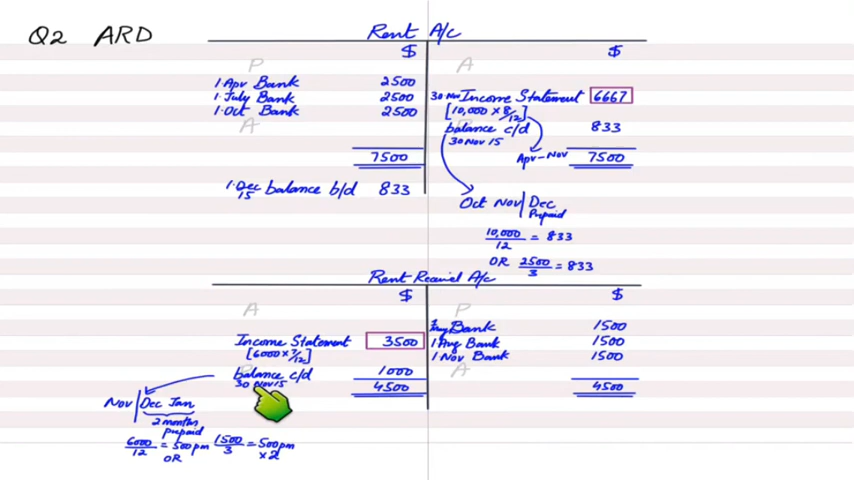 Q2 ARD
Rent A/c
$ $
P A
1 Apr Bank 2500
1 July Bank 2500
1 Oct Bank 2500
A
7500
1 Dec 15 balance b/d 833
30 Nov Income Statement 6667
[10,000 x 8/12]
balance c/d 833
30 Nov 15
Apr-Nov 7500
Oct Nov | Dec
Prepaid
10,000/12 = 833
OR 2500/3 = 833
Rent Received A/c
$ $
A P
Income Statement 3500
[6000 x 7/12]
balance c/d 1000
30 Nov 15
4500
Bank 1500
1 Aug Bank 1500
1 Nov Bank 1500
A
4500
Nov | Dec Jan
2 months
prepaid
6000/12 = 500pm 1500/3 = 500pm
OR x 2